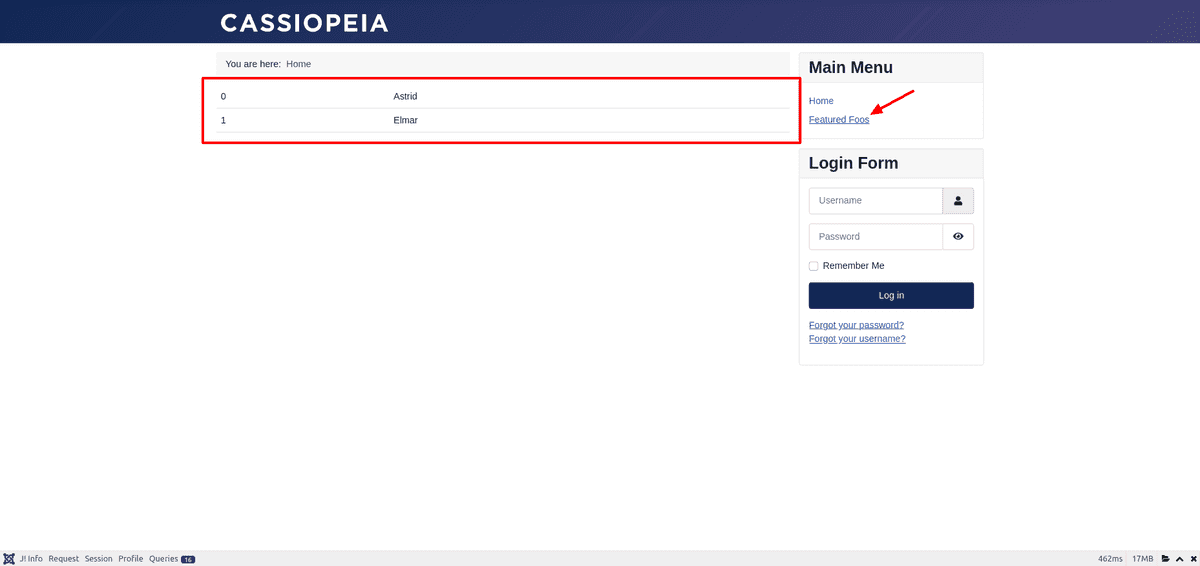 CASSIOPEIA
You are here: Home
0 Astrid
1 Elmar
Main Menu
Home
Featured Foos
Login Form
Username
Password
Remember Me
Log in
Forgot your password?
Forgot your username?
J! Info Request Session Profile Queries 16 462ms 17MB